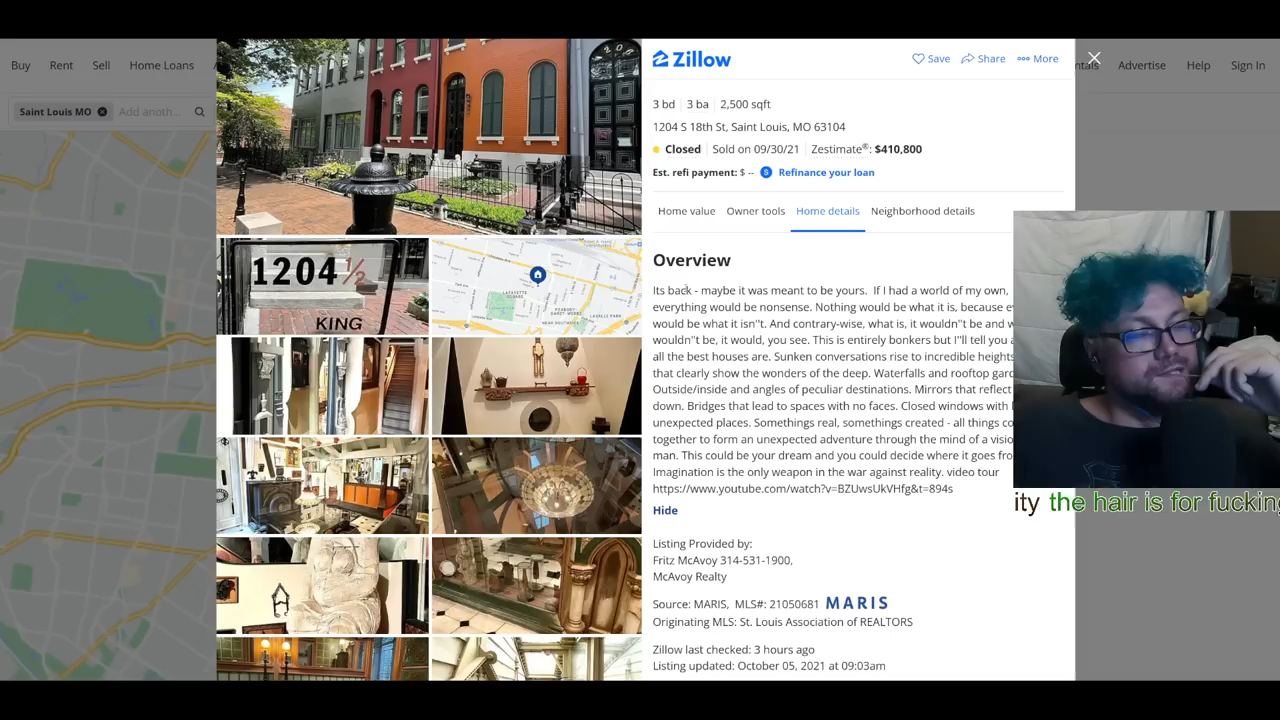 Buy
Rent
Sell
Home Loans
Saint Louis MO
Add anoth...
1204½
KING
Zillow
Save
Share
More
3 bd
3 ba
2,500 sqft
1204 S 18th St, Saint Louis, MO 63104
Closed
Sold on 09/30/21
Zestimate®: $410,800
Est. refi payment: $ --
$
Refinance your loan
Home value
Owner tools
Home details
Neighborhood details
Overview
Its back - maybe it was meant to be yours. If I had a world of my own,
everything would be nonsense. Nothing would be what it is, because e
would be what it isn''t. And contrary-wise, what is, it wouldn''t be and w
wouldn''t be, it would, you see. This is entirely bonkers but I''ll tell you a
all the best houses are. Sunken conversations rise to incredible heights
that clearly show the wonders of the deep. Waterfalls and rooftop gard
Outside/inside and angles of peculiar destinations. Mirrors that reflect
down. Bridges that lead to spaces with no faces. Closed windows with
unexpected places. Somethings real, somethings created - all things co
together to form an unexpected adventure through the mind of a visio
man. This could be your dream and you could decide where it goes fro
Imagination is the only weapon in the war against reality. video tour
https://www.youtube.com/watch?v=BZUwsUkVHfg&t=894s
Hide
Listing Provided by:
Fritz McAvoy 314-531-1900,
McAvoy Realty
Source: MARIS, MLS#: 21050681 MARIS
Originating MLS: St. Louis Association of REALTORS
Zillow last checked: 3 hours ago
Listing updated: October 05, 2021 at 09:03am
ntals
Advertise
Help
Sign In
ity the hair is for fucking